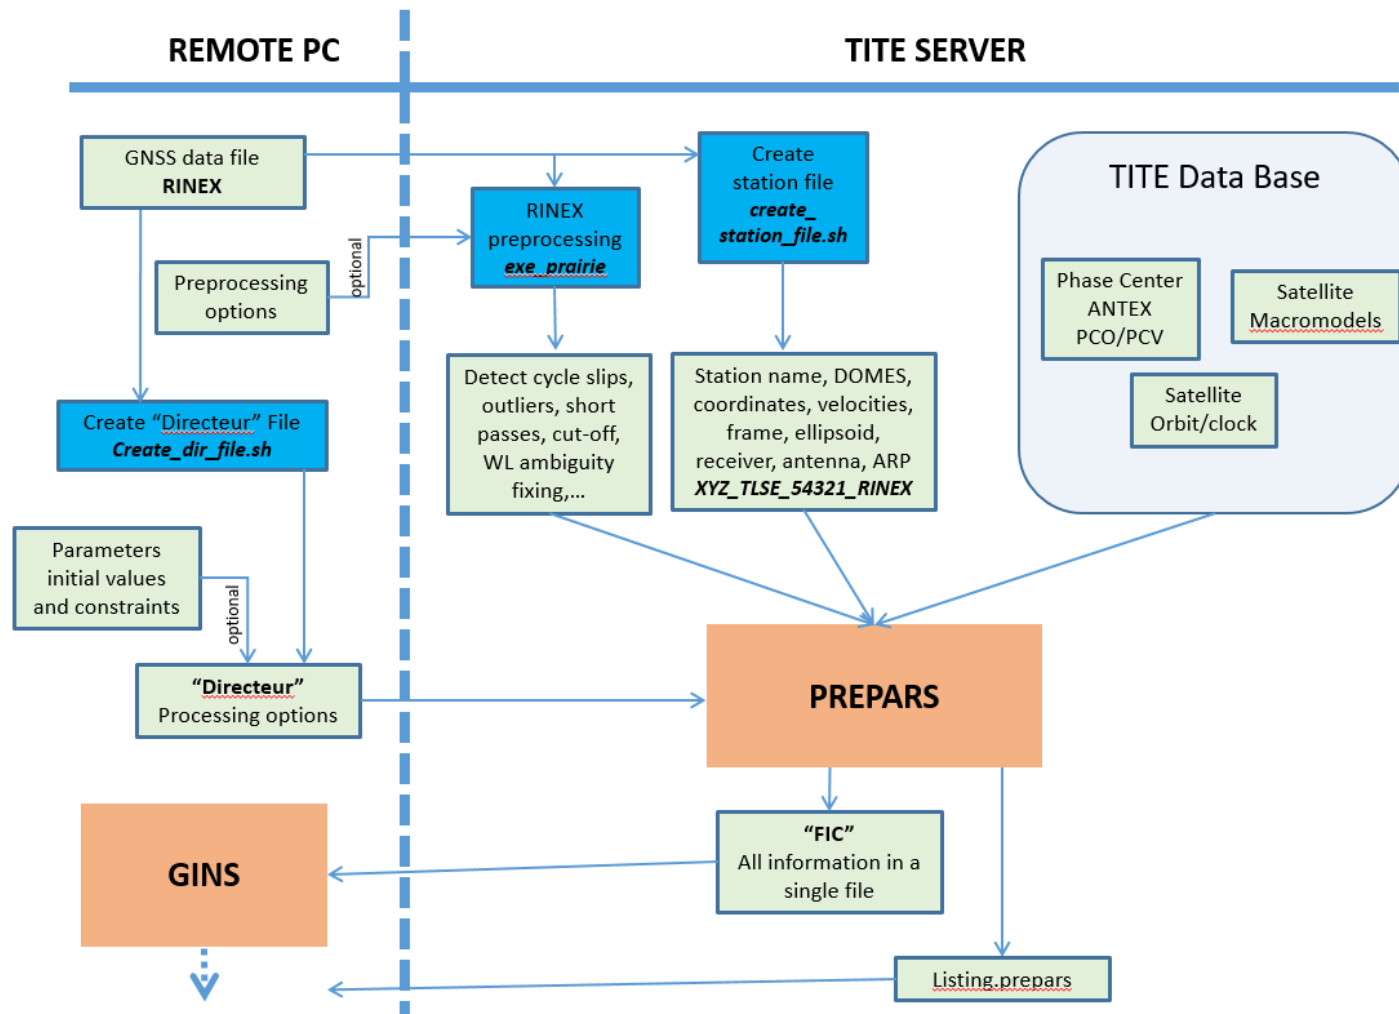 REMOTE PC
TITE SERVER
GNSS data file
RINEX
Preprocessing
options
optional
Create “Directeur” File
Create_dir_file.sh
Parameters
initial values
and constraints
optional
“Directeur”
Processing options
GINS
RINEX
preprocessing
exe_prairie
Create
station file
create_
station_file.sh
Detect cycle slips,
outliers, short
passes, cut-off,
WL ambiguity
fixing,...
Station name, DOMES,
coordinates, velocities,
frame, ellipsoid,
receiver, antenna, ARP
XYZ_TLSE_54321_RINEX
TITE Data Base
Phase Center
ANTEX
PCO/PCV
Satellite
Macromodels
Satellite
Orbit/clock
PREPARS
“FIC”
All information in a
single file
Listing.prepars